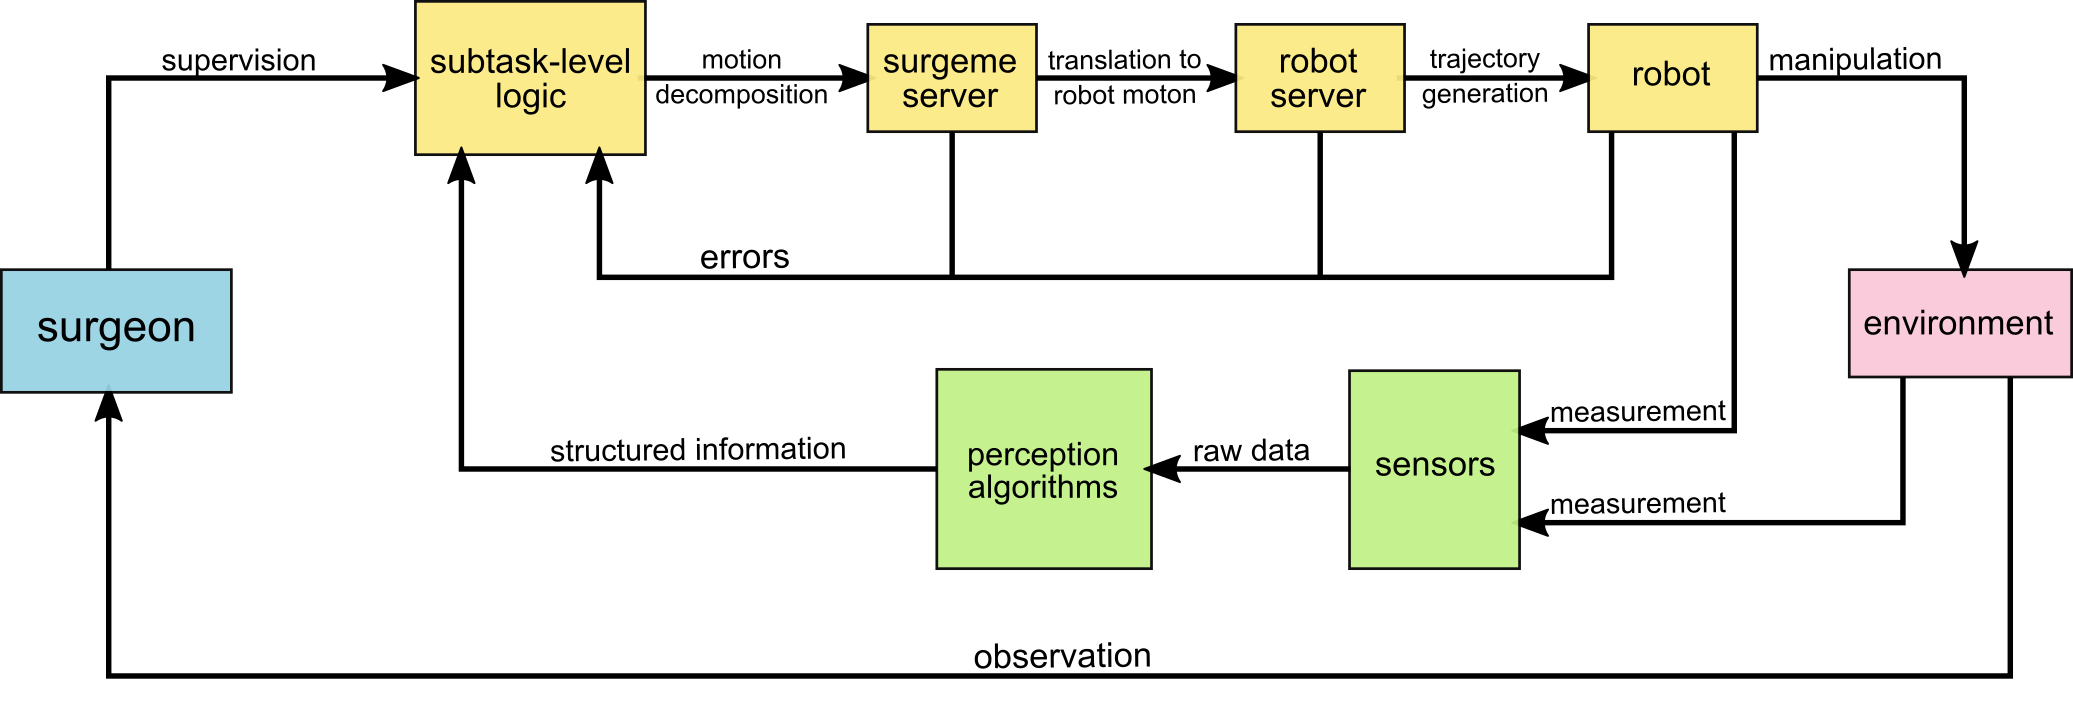 supervision
subtask-level
logic
motion
decomposition
surgeme
server
translation to
robot moton
robot
server
trajectory
generation
robot
manipulation
errors
surgeon
environment
structured information
perception
algorithms
raw data
sensors
measurement
measurement
observation